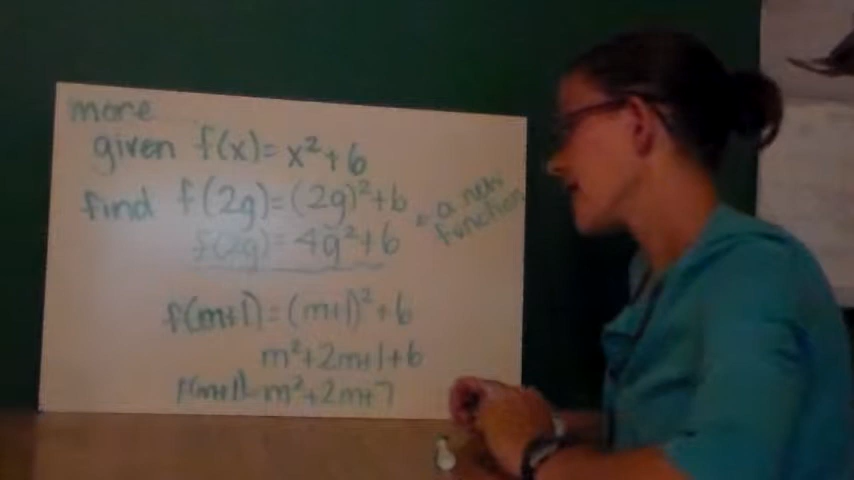 more
given f(x)= x²+6
find f(2g)=(2g)²+6
f(2g)=4g²+6
= a new
function
f(m+1)=(m+1)²+6
m²+2m+1+6
f(m+1)=m²+2m+7